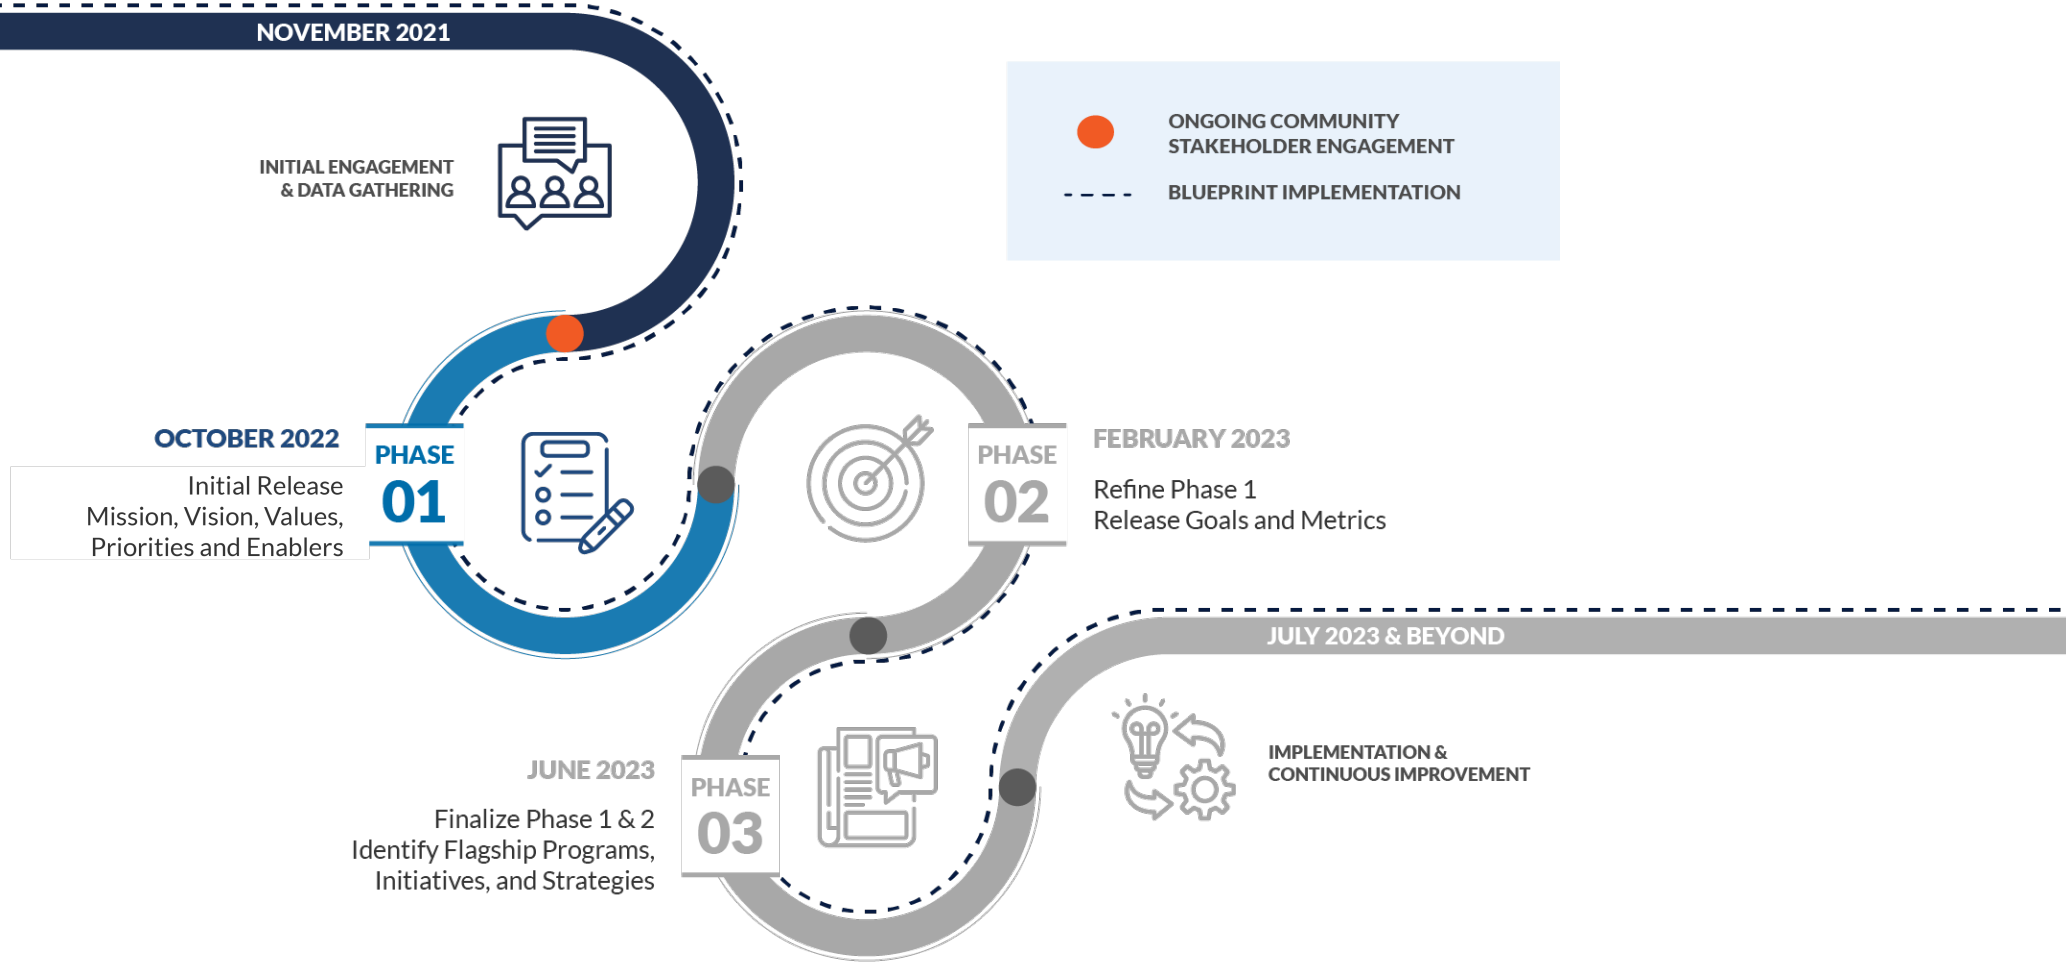 NOVEMBER 2021
INITIAL ENGAGEMENT
& DATA GATHERING
ONGOING COMMUNITY
STAKEHOLDER ENGAGEMENT
BLUEPRINT IMPLEMENTATION
OCTOBER 2022
Initial Release
Mission, Vision, Values,
Priorities and Enablers
PHASE
01
PHASE
02
FEBRUARY 2023
Refine Phase 1
Release Goals and Metrics
JUNE 2023
Finalize Phase 1 & 2
Identify Flagship Programs,
Initiatives, and Strategies
PHASE
03
JULY 2023 & BEYOND
IMPLEMENTATION &
CONTINUOUS IMPROVEMENT